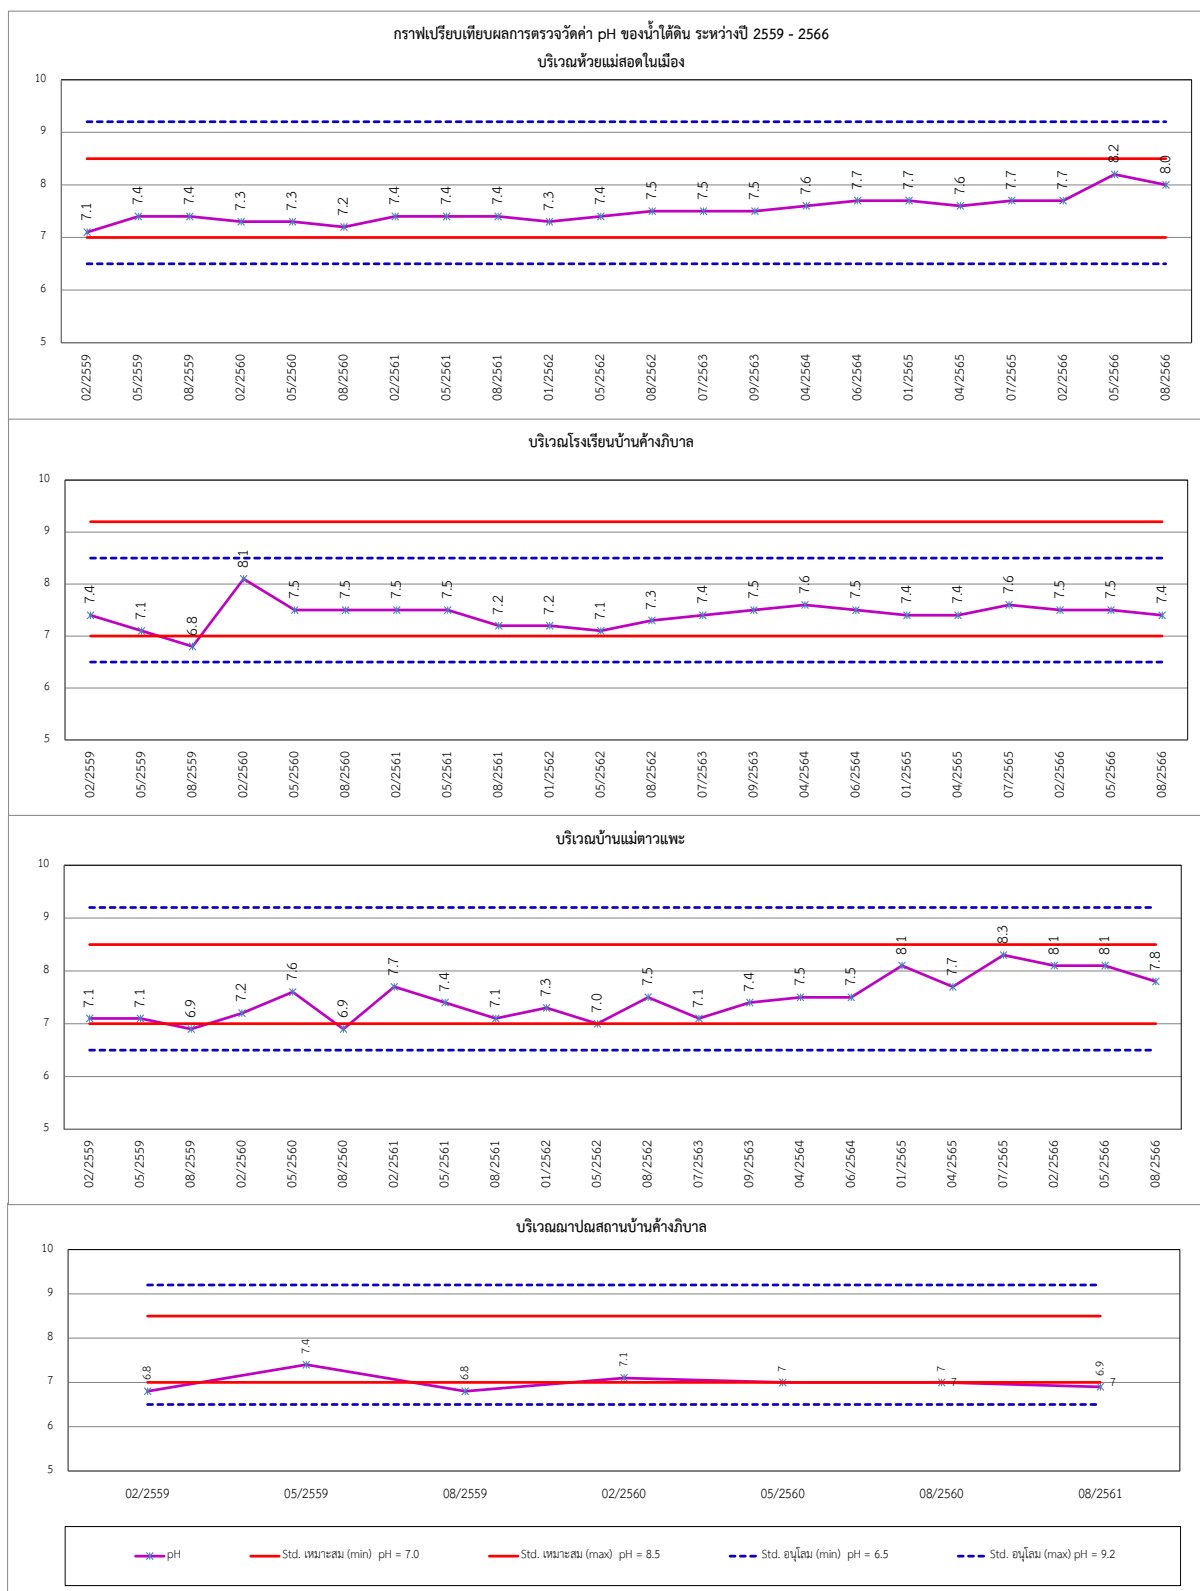 กราฟเปรียบเทียบผลการตรวจวัดค่า pH ของน้ำใต้ดิน ระหว่างปี 2559 - 2566
บริเวณห้วยแม่สอดในเมือง
10
9
8
7
6
5
7.1 7.4 7.4 7.3 7.3 7.2 7.4 7.4 7.4 7.3 7.4 7.5 7.5 7.5 7.6 7.7 7.7 7.6 7.7 7.7 8.2 8.0
02/2559 05/2559 08/2559 02/2560 05/2560 08/2560 02/2561 05/2561 08/2561 01/2562 05/2562 08/2562 07/2563 09/2563 04/2564 06/2564 01/2565 04/2565 07/2565 02/2566 05/2566 08/2566
บริเวณโรงเรียนบ้านค้างภิบาล
10
9
8
7
6
5
7.4 7.1 6.8 8.1 7.5 7.5 7.5 7.5 7.2 7.2 7.1 7.3 7.4 7.5 7.6 7.5 7.4 7.4 7.6 7.5 7.5 7.4
02/2559 05/2559 08/2559 02/2560 05/2560 08/2560 02/2561 05/2561 08/2561 01/2562 05/2562 08/2562 07/2563 09/2563 04/2564 06/2564 01/2565 04/2565 07/2565 02/2566 05/2566 08/2566
บริเวณบ้านแม่ตาวแพะ
10
9
8
7
6
5
7.1 7.1 6.9 7.2 7.6 6.9 7.7 7.4 7.1 7.3 7.0 7.5 7.1 7.4 7.5 7.5 8.1 7.7 8.3 8.1 8.1 7.8
02/2559 05/2559 08/2559 02/2560 05/2560 08/2560 02/2561 05/2561 08/2561 01/2562 05/2562 08/2562 07/2563 09/2563 04/2564 06/2564 01/2565 04/2565 07/2565 02/2566 05/2566 08/2566
บริเวณฌาปณสถานบ้านค้างภิบาล
10
9
8
7
6
5
6.8 7.4 6.8 7.1 7 7 6.9
7 7
02/2559 05/2559 08/2559 02/2560 05/2560 08/2560 08/2561
pH Std. เหมาะสม (min) pH = 7.0 Std. เหมาะสม (max) pH = 8.5 Std. อนุโลม (min) pH = 6.5 Std. อนุโลม (max) pH = 9.2